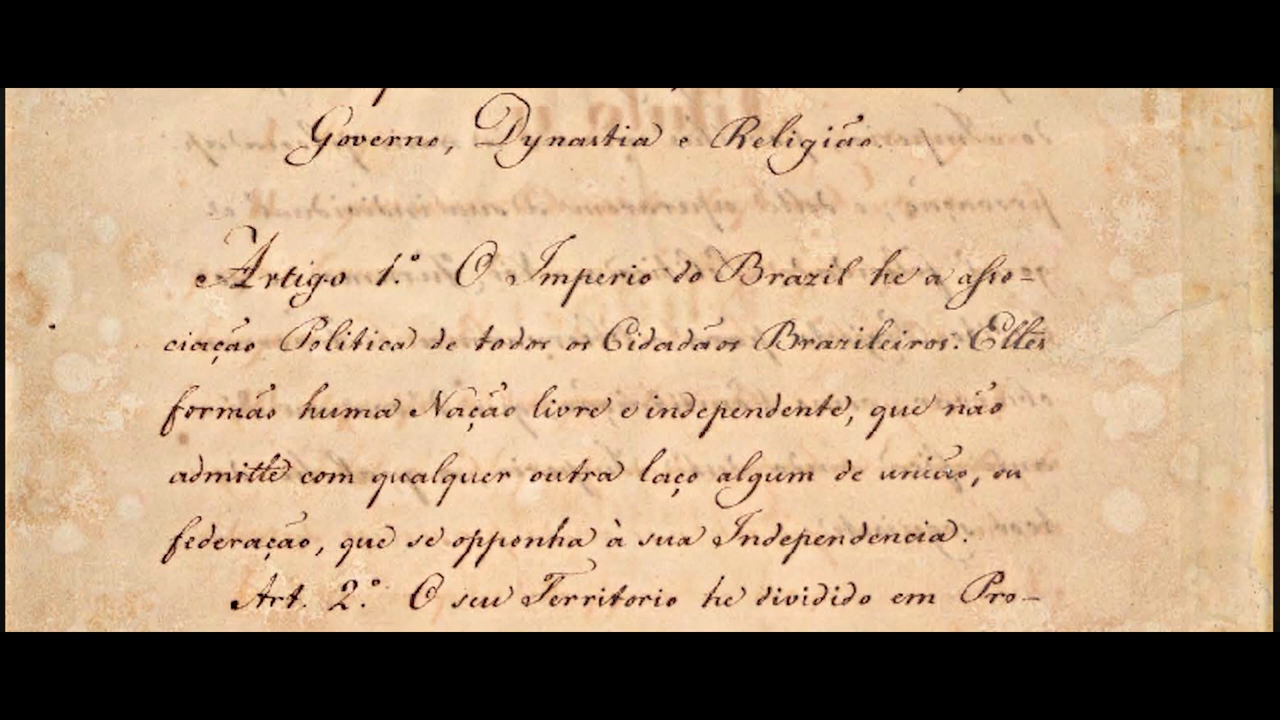 Governo, Dynastia e Religião.
Artigo 1.º O Imperio do Brazil he a asso=
ciação Politica de todos os Cidadãos Brazileiros. Elles
formão huma Nação livre e independente, que não
admitte com qualquer outra laço algum de união, ou
federação, que se opponha à sua Independencia.
Art. 2.º O seu Territorio he dividido em Pro-